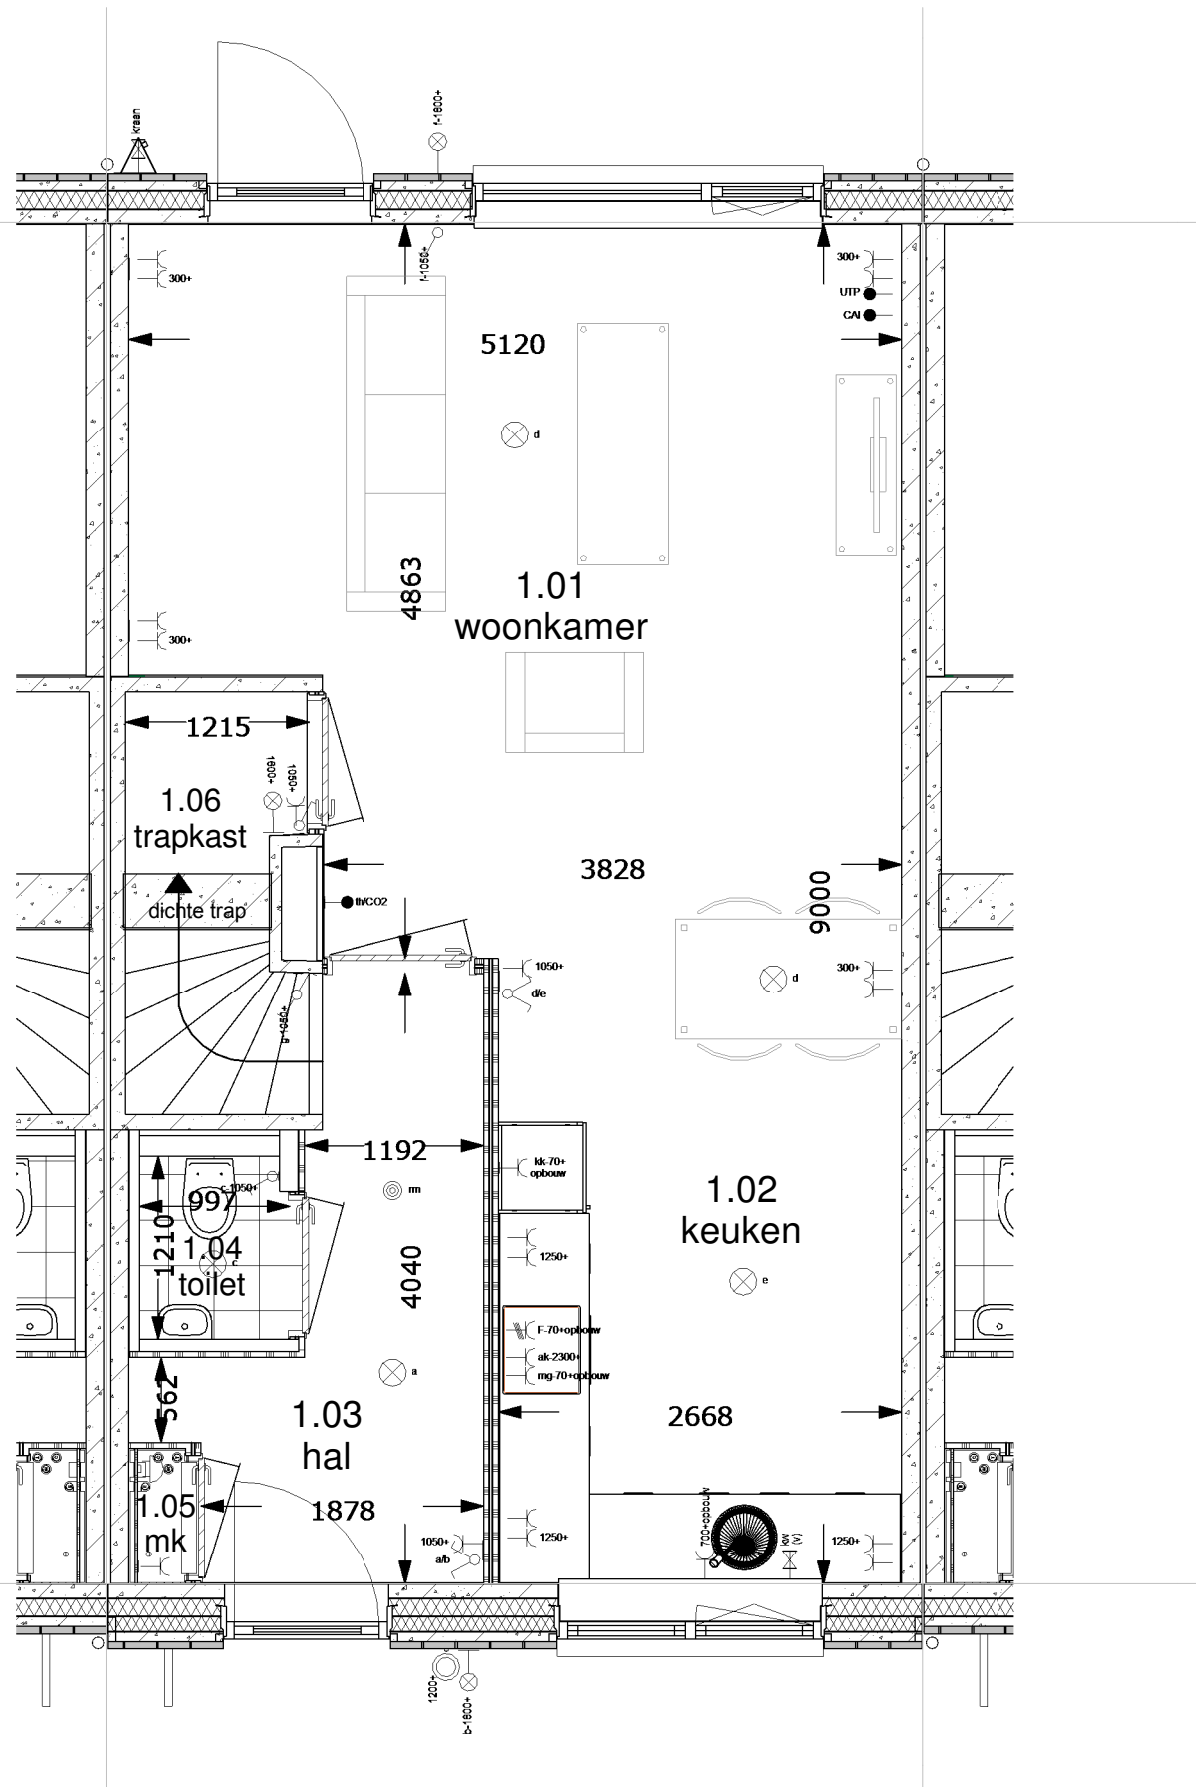 kraan
f-1800+
300+
f-1050+
300+
UTP
CAI
5120
d
4863
1.01
woonkamer
300+
1215
1600+
1050+
1.06
trapkast
3828
9000
dichte trap
th/CO2
1050+
d/e
d
300+
1192
kk-70+
opbouw
rm
c-1050+
997
1210
1.04
toilet
c
1.02
keuken
4040
1250+
e
F-70+opbouw
ak-2300+
mg-70+opbouw
a
562
1.03
hal
2668
1.05
mk
1878
1050+
a/b
1250+
700+opbouw
1250+
1200+
b-1800+